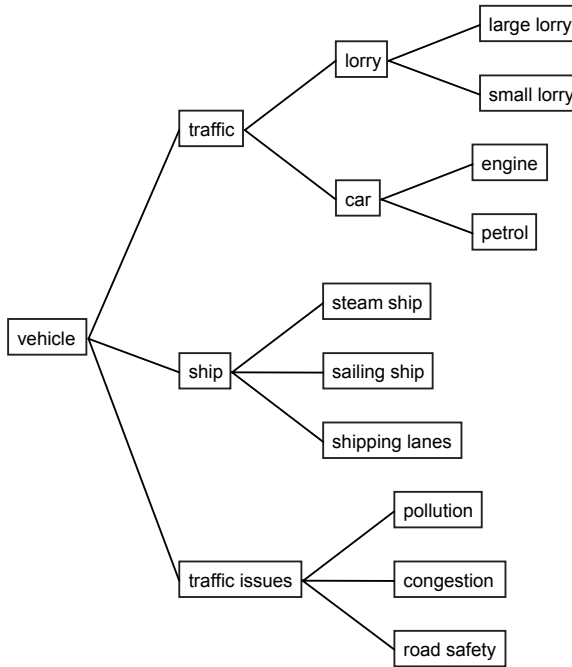 large lorry
lorry
small lorry
traffic
engine
car
petrol
steam ship
vehicle
ship
sailing ship
shipping lanes
pollution
traffic issues
congestion
road safety